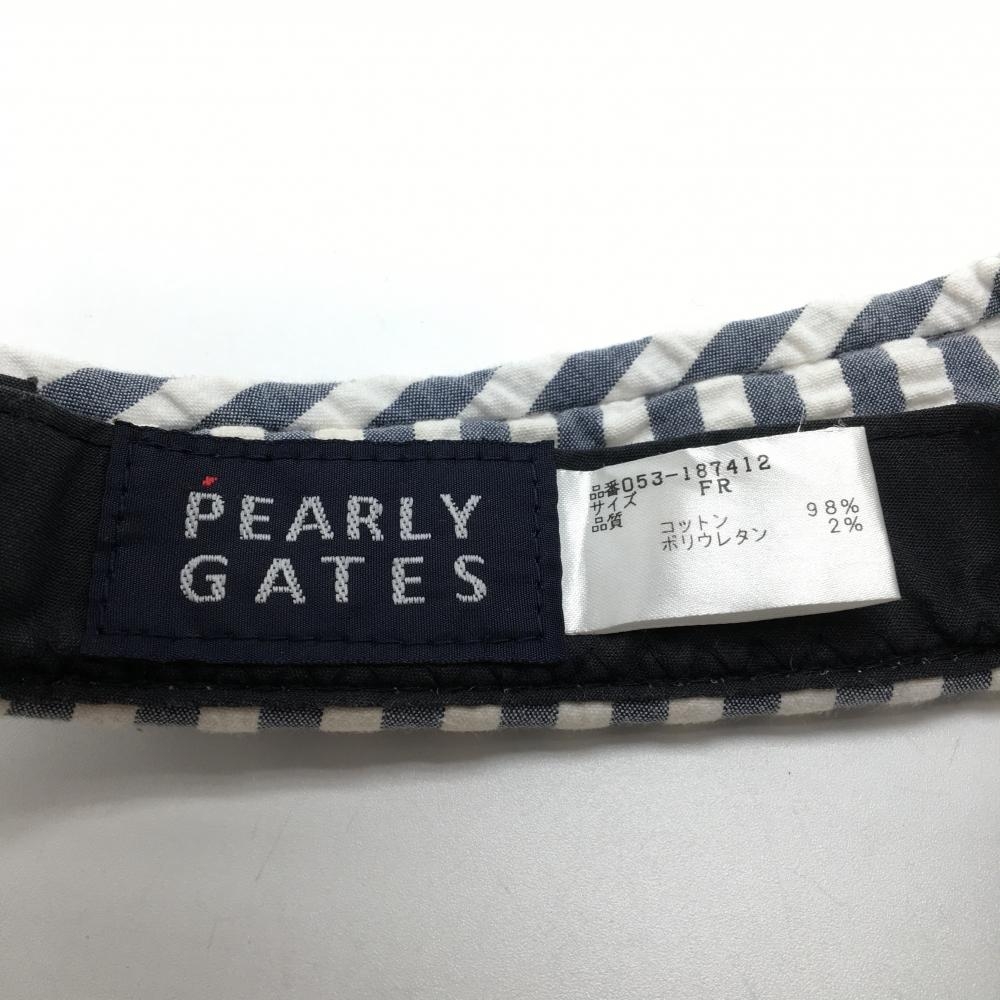 PEARLY
GATES
品番053-187412
サイズ FR
品質 コットン 98%
ポリウレタン 2%